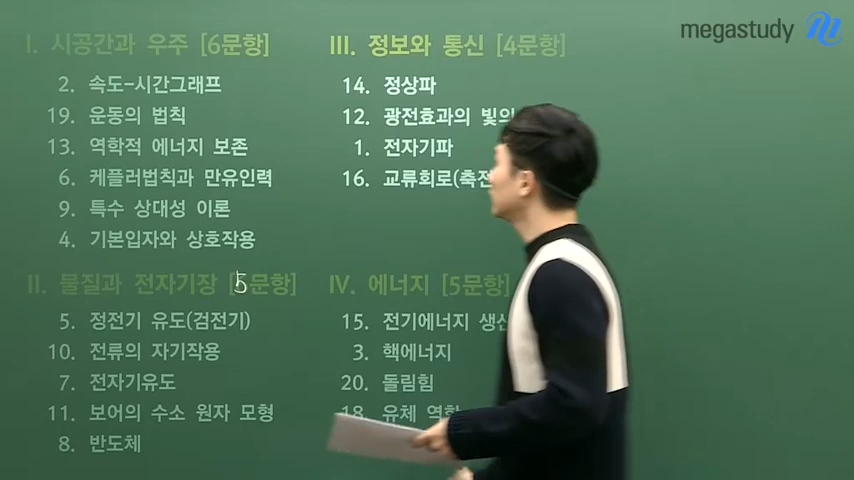 megastudy
I. 시공간과 우주 [6문항]
2. 속도-시간그래프
19. 운동의 법칙
13. 역학적 에너지 보존
6. 케플러법칙과 만유인력
9. 특수 상대성 이론
4. 기본입자와 상호작용
II. 물질과 전자기장 [5문항]
5. 정전기 유도(검전기)
10. 전류의 자기작용
7. 전자기유도
11. 보어의 수소 원자 모형
8. 반도체
III. 정보와 통신 [4문항]
14. 정상파
12. 광전효과의 빛의
1. 전자기파
16. 교류회로(축전
IV. 에너지 [5문항]
15. 전기에너지 생산
3. 핵에너지
20. 돌림힘
18. 유체 역학